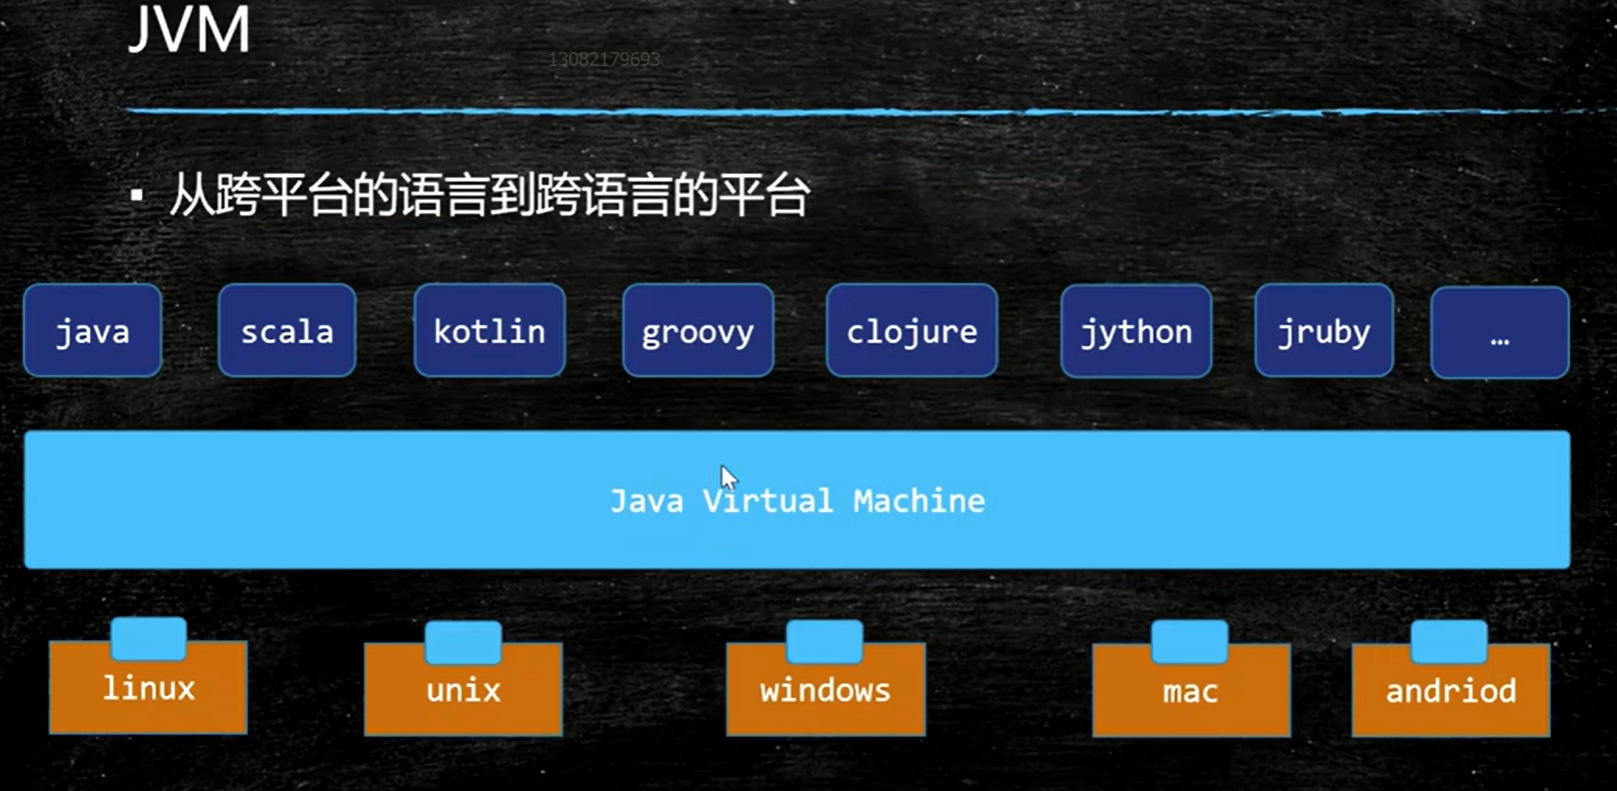 JVM
13082179693
▪ 从跨平台的语言到跨语言的平台
java scala kotlin groovy clojure jython jruby …
Java Virtual Machine
linux unix windows mac andriod